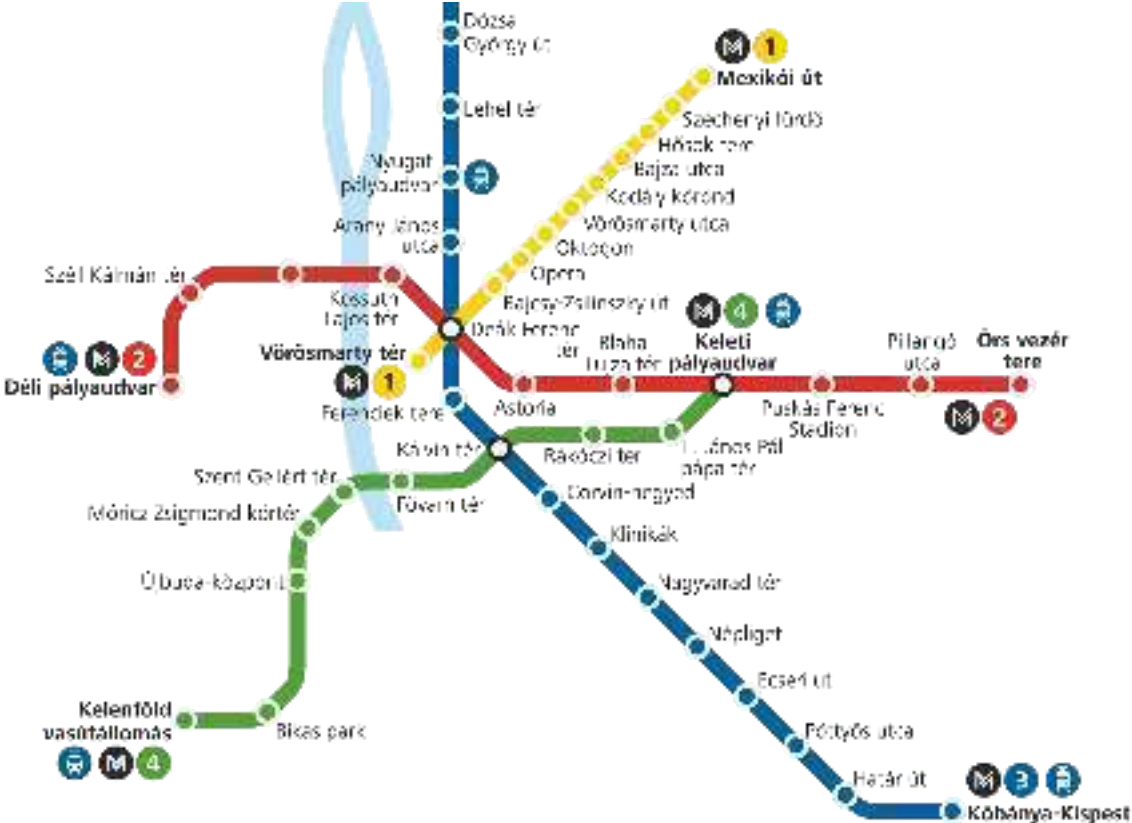 Dózsa
György út
1
Mexikói út
Lehel tér
Széchenyi fürdő
Hősök tere
Bajza utca
Nyugati
pályaudvar
Kodály körönd
Vörösmarty utca
Arany János
utca
Oktogon
Opera
Széll Kálmán tér
Bajcsy-Zsilinszky út
Kossuth
Lajos tér
4
Deák Ferenc
tér
Keleti
pályaudvar
Blaha
Lujza tér
Pillangó
utca
Örs vezér
tere
Vörösmarty tér
1
2
Déli pályaudvar
Ferenciek tere
Astoria
Puskás Ferenc
Stadion
2
Kálvin tér
Rákóczi tér
II. János Pál
pápa tér
Szent Gellért tér
Fővám tér
Corvin-negyed
Móricz Zsigmond körtér
Klinikák
Újbuda-központ
Nagyvárad tér
Népliget
Ecseri út
Kelenföld
vasútállomás
4
Bikás park
Pöttyös utca
Határ út
3
Kőbánya-Kispest